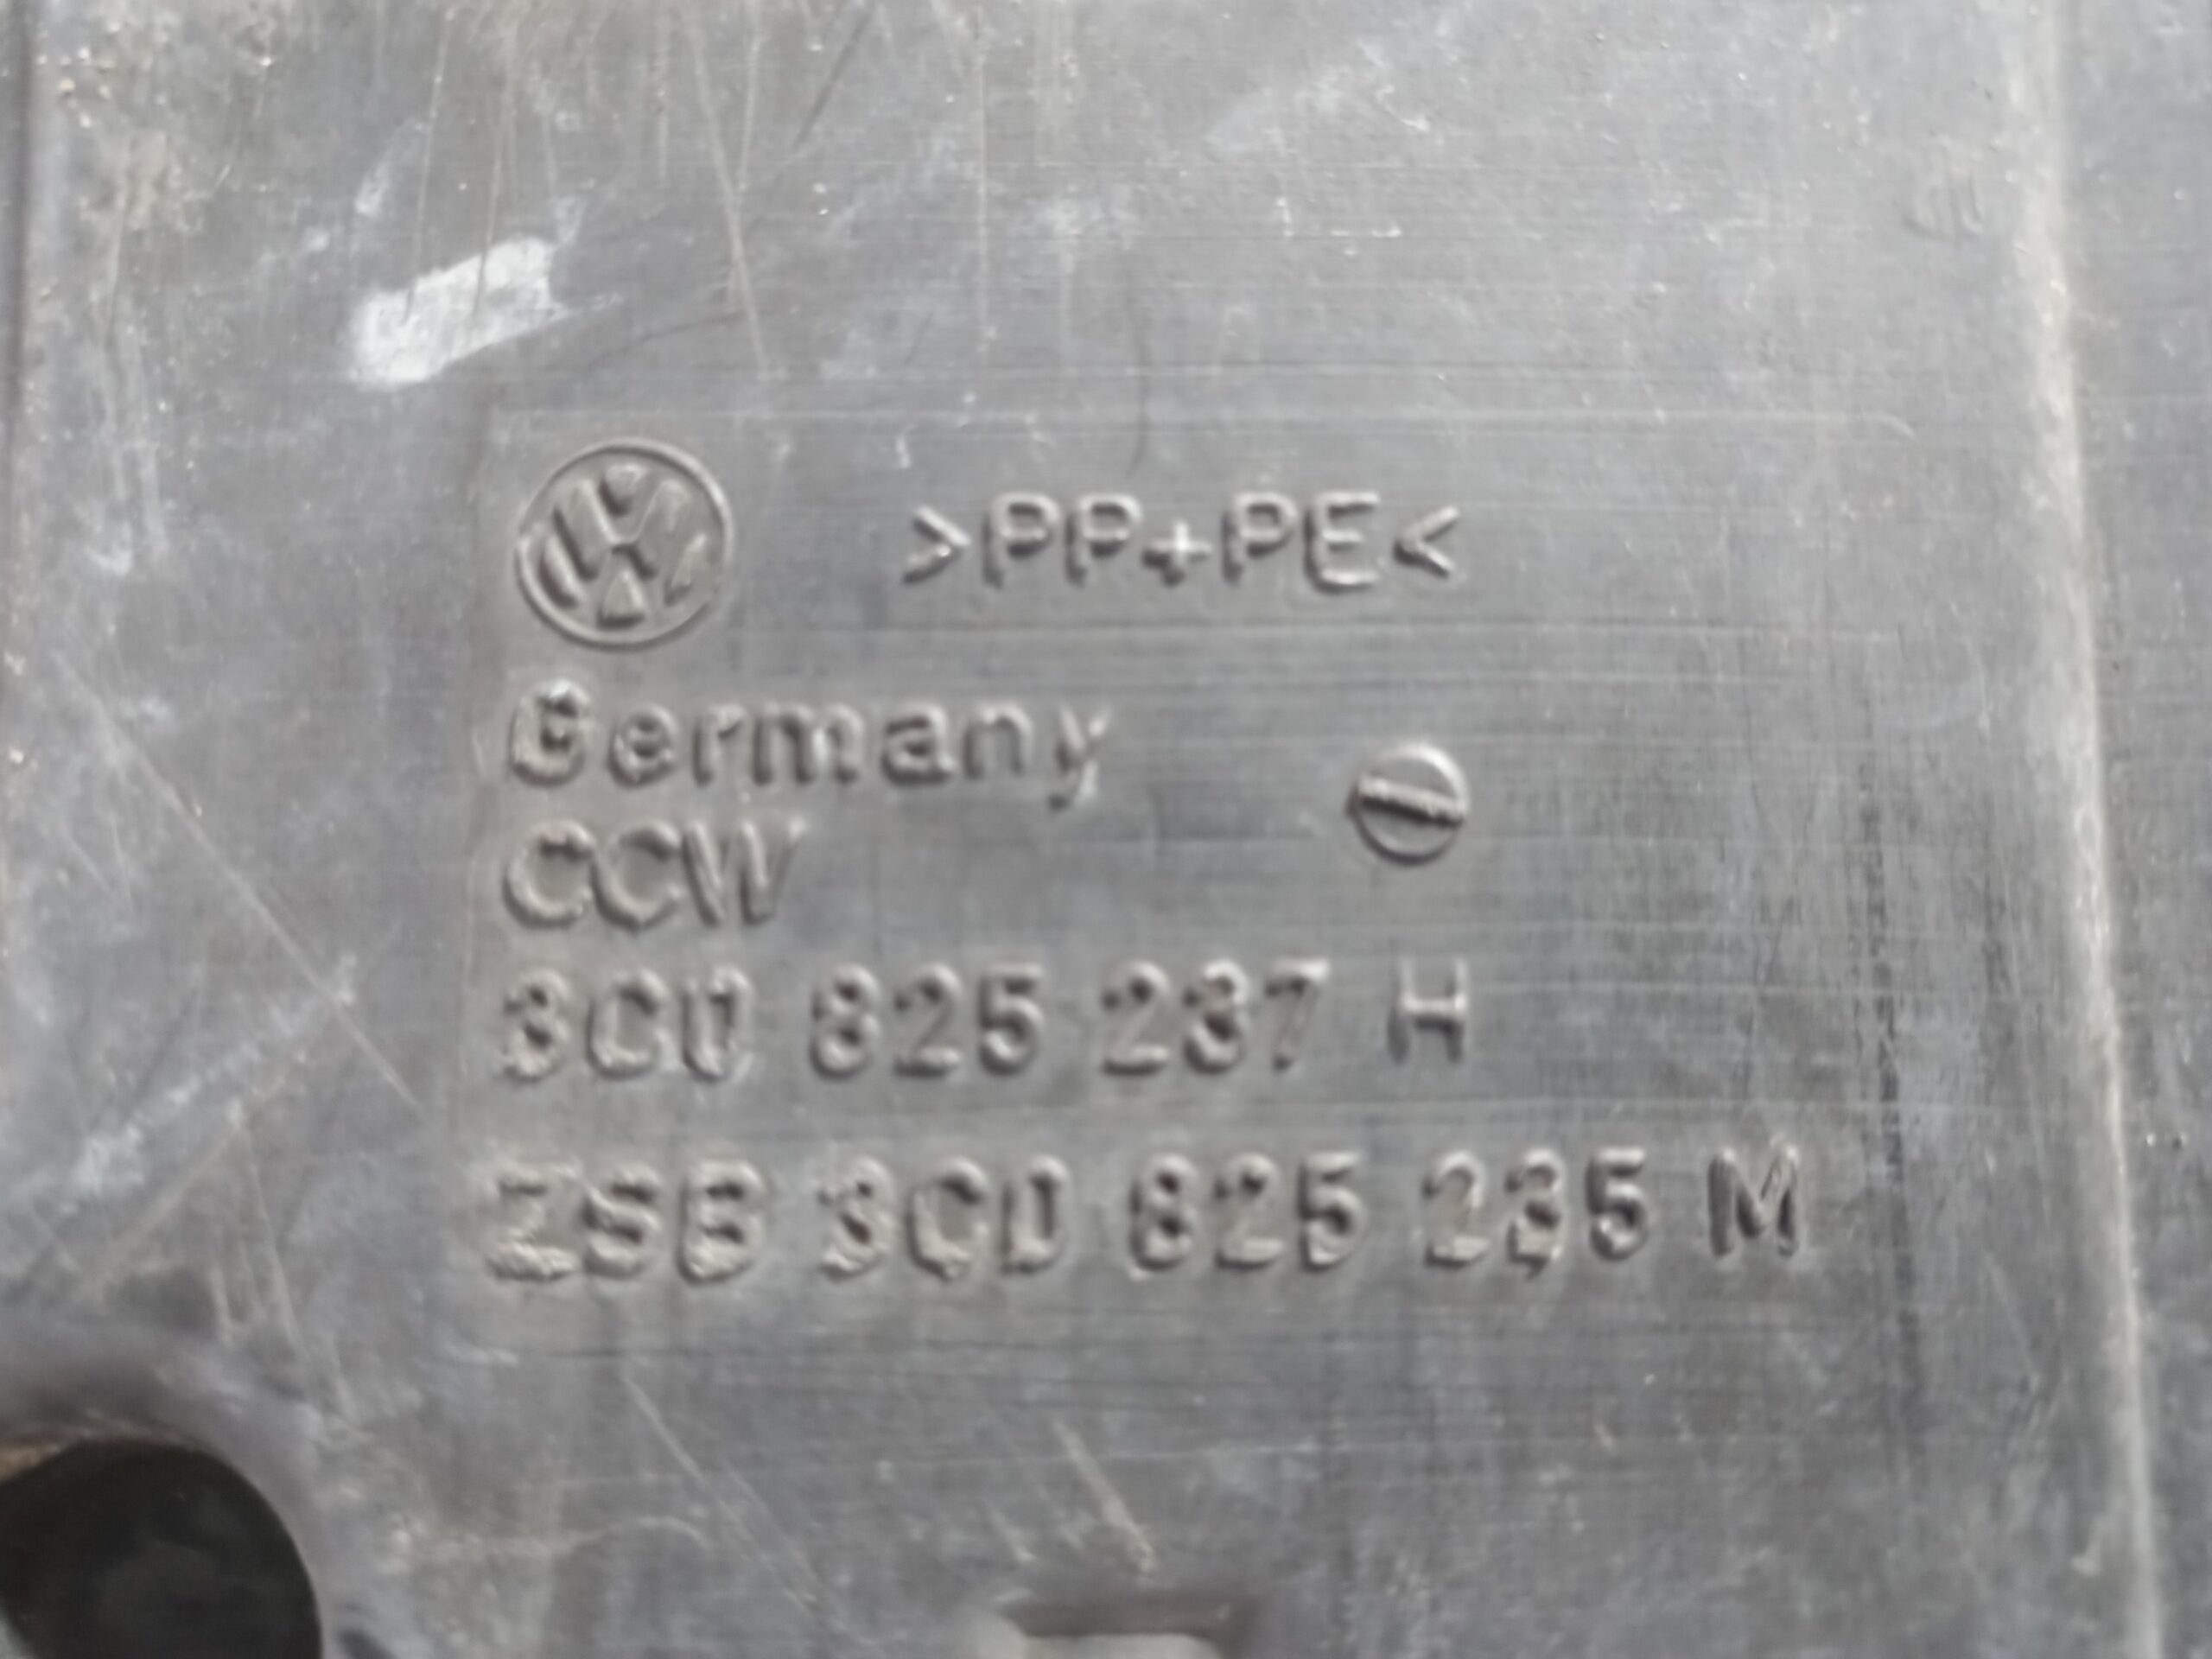 >PP+PE<
Germany
CCW
3C0 825 237 H
ZSB 3C0 825 235 M